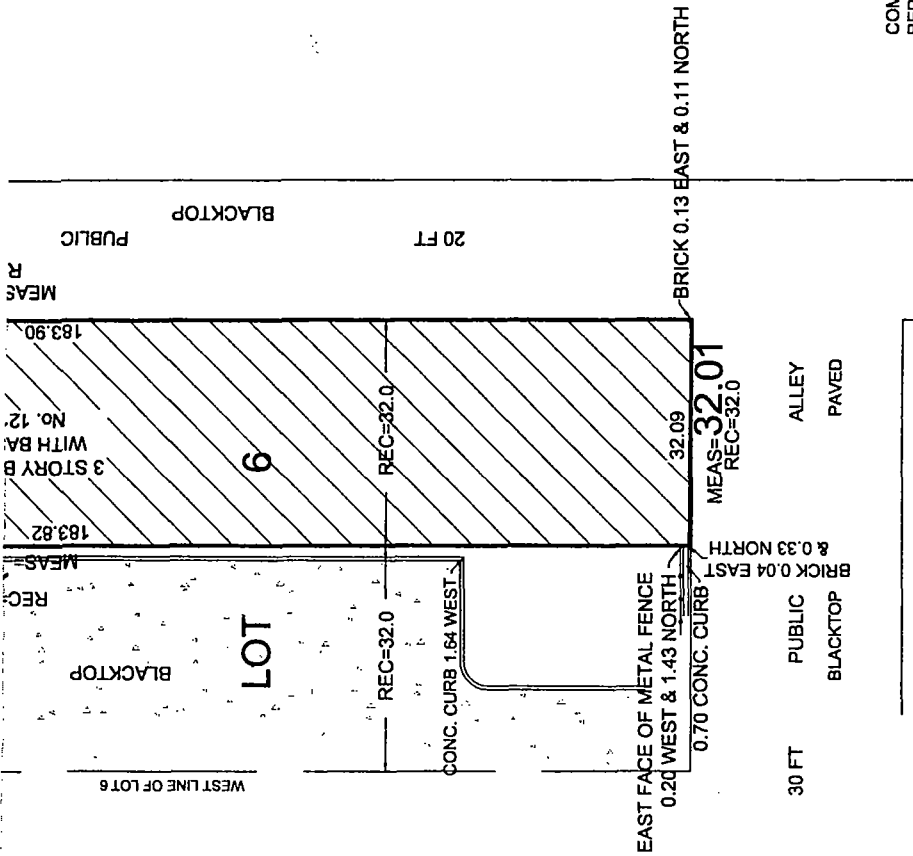 COM
REF
BRICK 0.13 EAST & 0.11 NORTH
BLACKTOP
PUBLIC
20 FT
MEAS
R
183.90
3 STORY B
WITH BA
No. 12
183.82
6
REC=32.0
32.09
MEAS=32.01
REC=32.0
ALLEY
PAVED
MEAS=
REC
BLACKTOP
LOT
REC=32.0
CONC. CURB 1.64 WEST
BRICK 0.04 EAST
& 0.33 NORTH
EAST FACE OF METAL FENCE
0.20 WEST & 1.43 NORTH
0.70 CONC. CURB
PUBLIC
BLACKTOP
30 FT
WEST LINE OF LOT 6